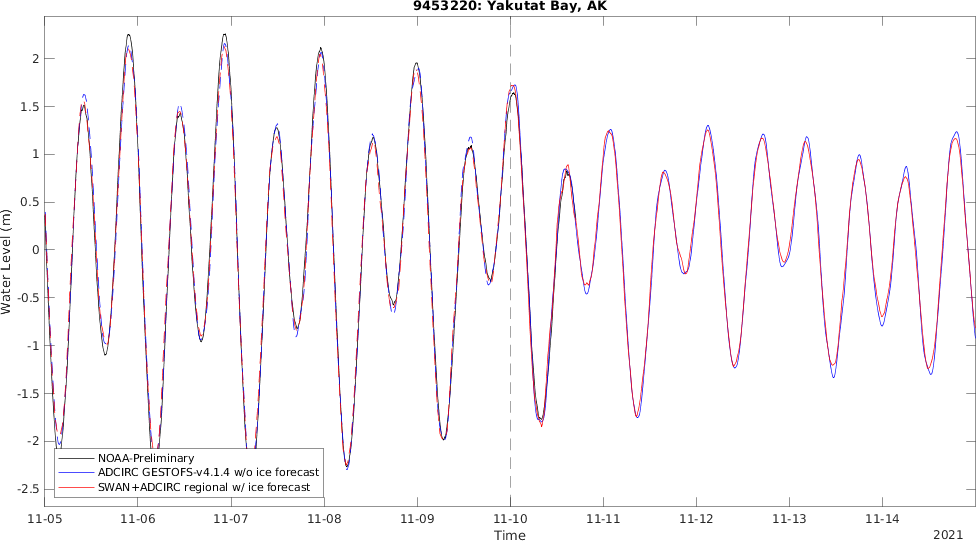 9453220: Yakutat Bay, AK
Water Level (m)
2
1.5
1
0.5
0
-0.5
-1
-1.5
-2
-2.5
NOAA-Preliminary
ADCIRC GESTOFS-v4.1.4 w/o ice forecast
SWAN+ADCIRC regional w/ ice forecast
11-05 11-06 11-07 11-08 11-09 11-10 11-11 11-12 11-13 11-14
Time
2021